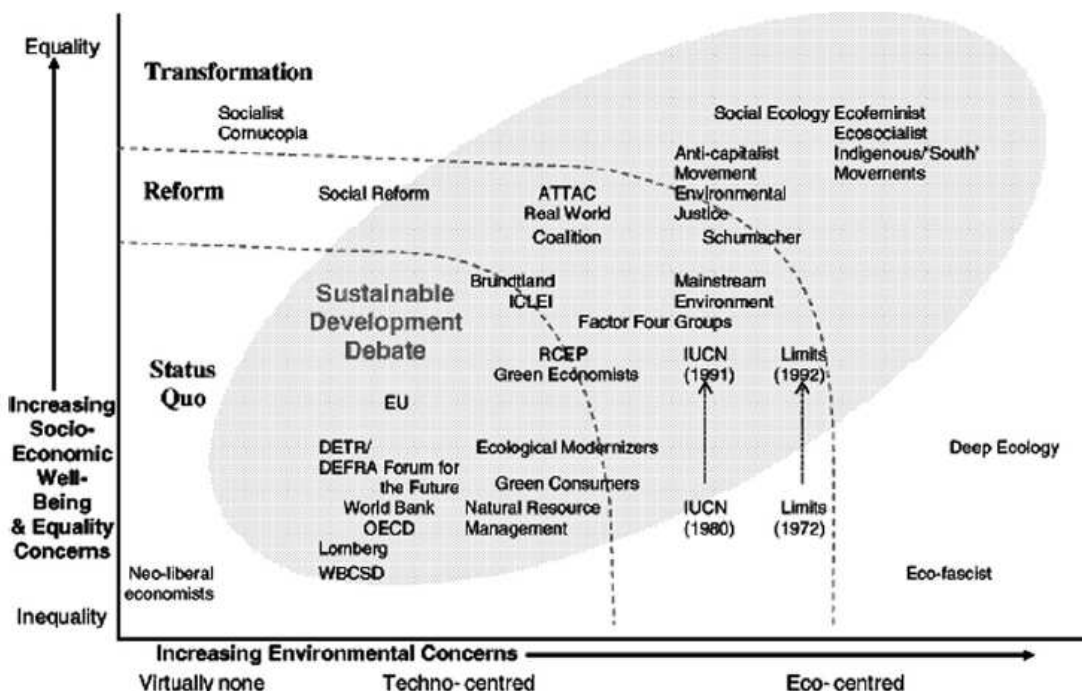 Equality
Transformation
Socialist
Cornucopia
Social Ecology Ecofeminist
Ecosocialist
Indigenous/'South'
Movements
Anti-capitalist
Movement
Environmental
Justice
Reform
Social Reform
ATTAC
Real World
Coalition
Schumacher
Brundtland
ICLEI
Mainstream
Environment
Sustainable
Development
Debate
Factor Four Groups
RCEP
Green Economists
IUCN
(1991)
Limits
(1992)
Status
Quo
EU
Increasing
Socio-
Economic
Well-
Being
& Equality
Concerns
DETR/
DEFRA Forum for
the Future
Ecological Modernizers
Deep Ecology
Green Consumers
World Bank
OECD
Natural Resource
Management
IUCN
(1980)
Limits
(1972)
Lomberg
WBCSD
Neo-liberal
economists
Eco-fascist
Inequality
Increasing Environmental Concerns
Virtually none
Techno- centred
Eco- centred